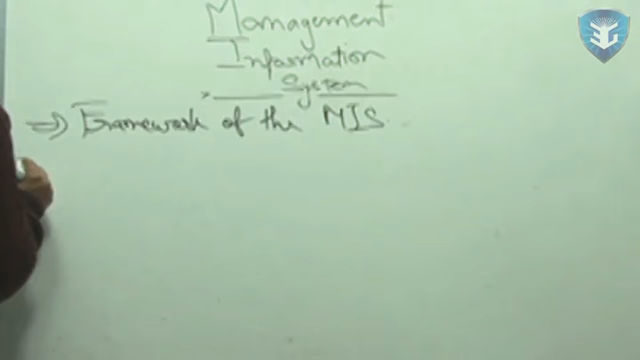 Management
Information
System
⇒) Framework of the MIS.